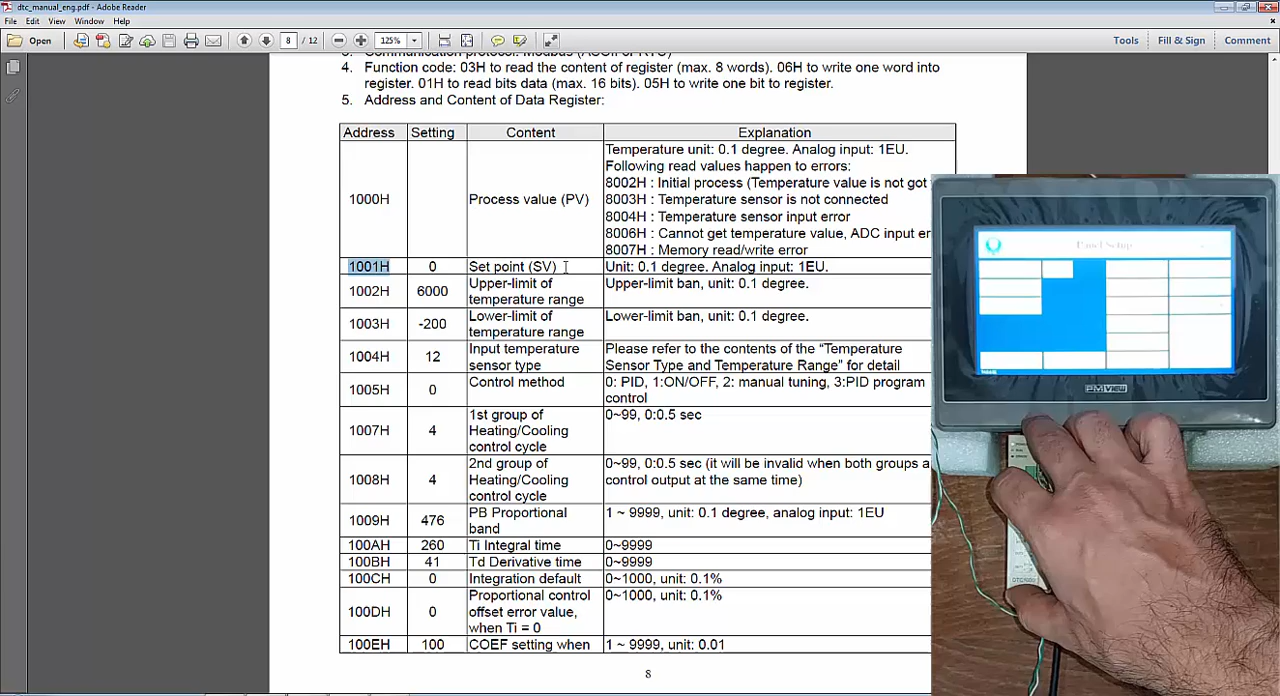 dtc_manual_eng.pdf - Adobe Reader
File Edit View Window Help
Open 8 / 12 125% Tools Fill & Sign Comment
4. Function code: 03H to read the content of register (max. 8 words). 06H to write one word into
register. 01H to read bits data (max. 16 bits). 05H to write one bit to register.
5. Address and Content of Data Register:
Address Setting Content Explanation
1000H Process value (PV)
Temperature unit: 0.1 degree. Analog input: 1EU.
Following read values happen to errors:
8002H : Initial process (Temperature value is not got
8003H : Temperature sensor is not connected
8004H : Temperature sensor input error
8006H : Cannot get temperature value, ADC input
8007H : Memory read/write error
1001H 0 Set point (SV) Unit: 0.1 degree. Analog input: 1EU.
1002H 6000 Upper-limit of
temperature range
Upper-limit ban, unit: 0.1 degree.
1003H -200 Lower-limit of
temperature range
Lower-limit ban, unit: 0.1 degree.
1004H 12 Input temperature
sensor type
Please refer to the contents of the “Temperature
Sensor Type and Temperature Range” for detail
1005H 0 Control method
0: PID, 1:ON/OFF, 2: manual tuning, 3:PID program
control
1007H 4 1st group of
Heating/Cooling
control cycle
0~99, 0:0.5 sec
1008H 4 2nd group of
Heating/Cooling
control cycle
0~99, 0:0.5 sec (it will be invalid when both groups
control output at the same time)
1009H 476 PB Proportional
band
1 ~ 9999, unit: 0.1 degree, analog input: 1EU
100AH 260 Ti Integral time 0~9999
100BH 41 Td Derivative time 0~9999
100CH 0 Integration default 0~1000, unit: 0.1%
100DH 0 Proportional control
offset error value,
when Ti = 0
0~1000, unit: 0.1%
100EH 100 COEF setting when 1 ~ 9999, unit: 0.01
8
Panel Setup